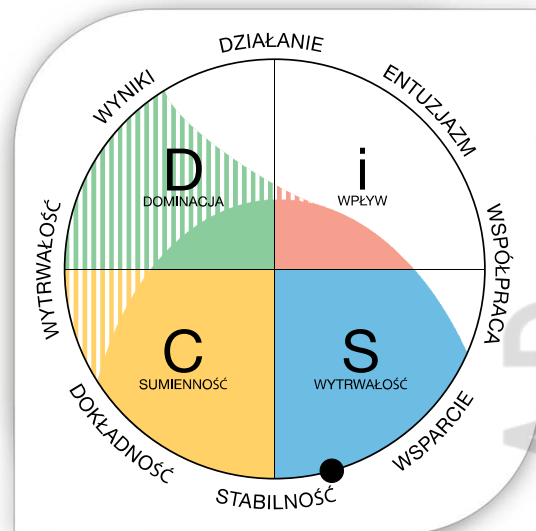 DZIAŁANIE
ENTUZJAZM
WSPÓŁPRACA
WSPARCIE
STABILNOŚĆ
DOKŁADNOŚĆ
WYTRWAŁOŚĆ
WYNIKI
D
DOMINACJA
i
WPŁYW
C
SUMIENNOŚĆ
S
WYTRWAŁOŚĆ